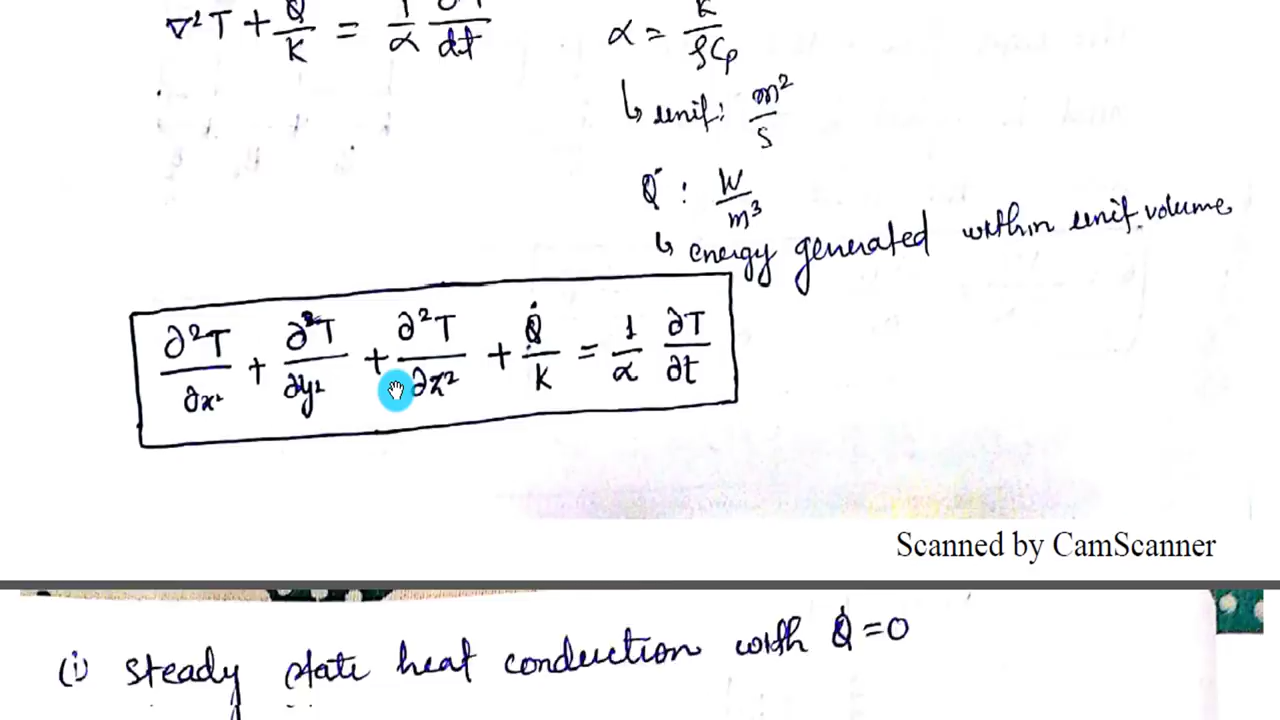 ∇²T + Q/K = 1/α ∂T/dt
α = K/ρCp
↳ unit: m²/s
Q̇ : W/m³
↳ energy generated within unit volume
∂²T/∂x² + ∂²T/∂y² + ∂²T/∂z² + Q̇/K = 1/α ∂T/∂t
Scanned by CamScanner
(i) steady state heat conduction with Q̇ = 0